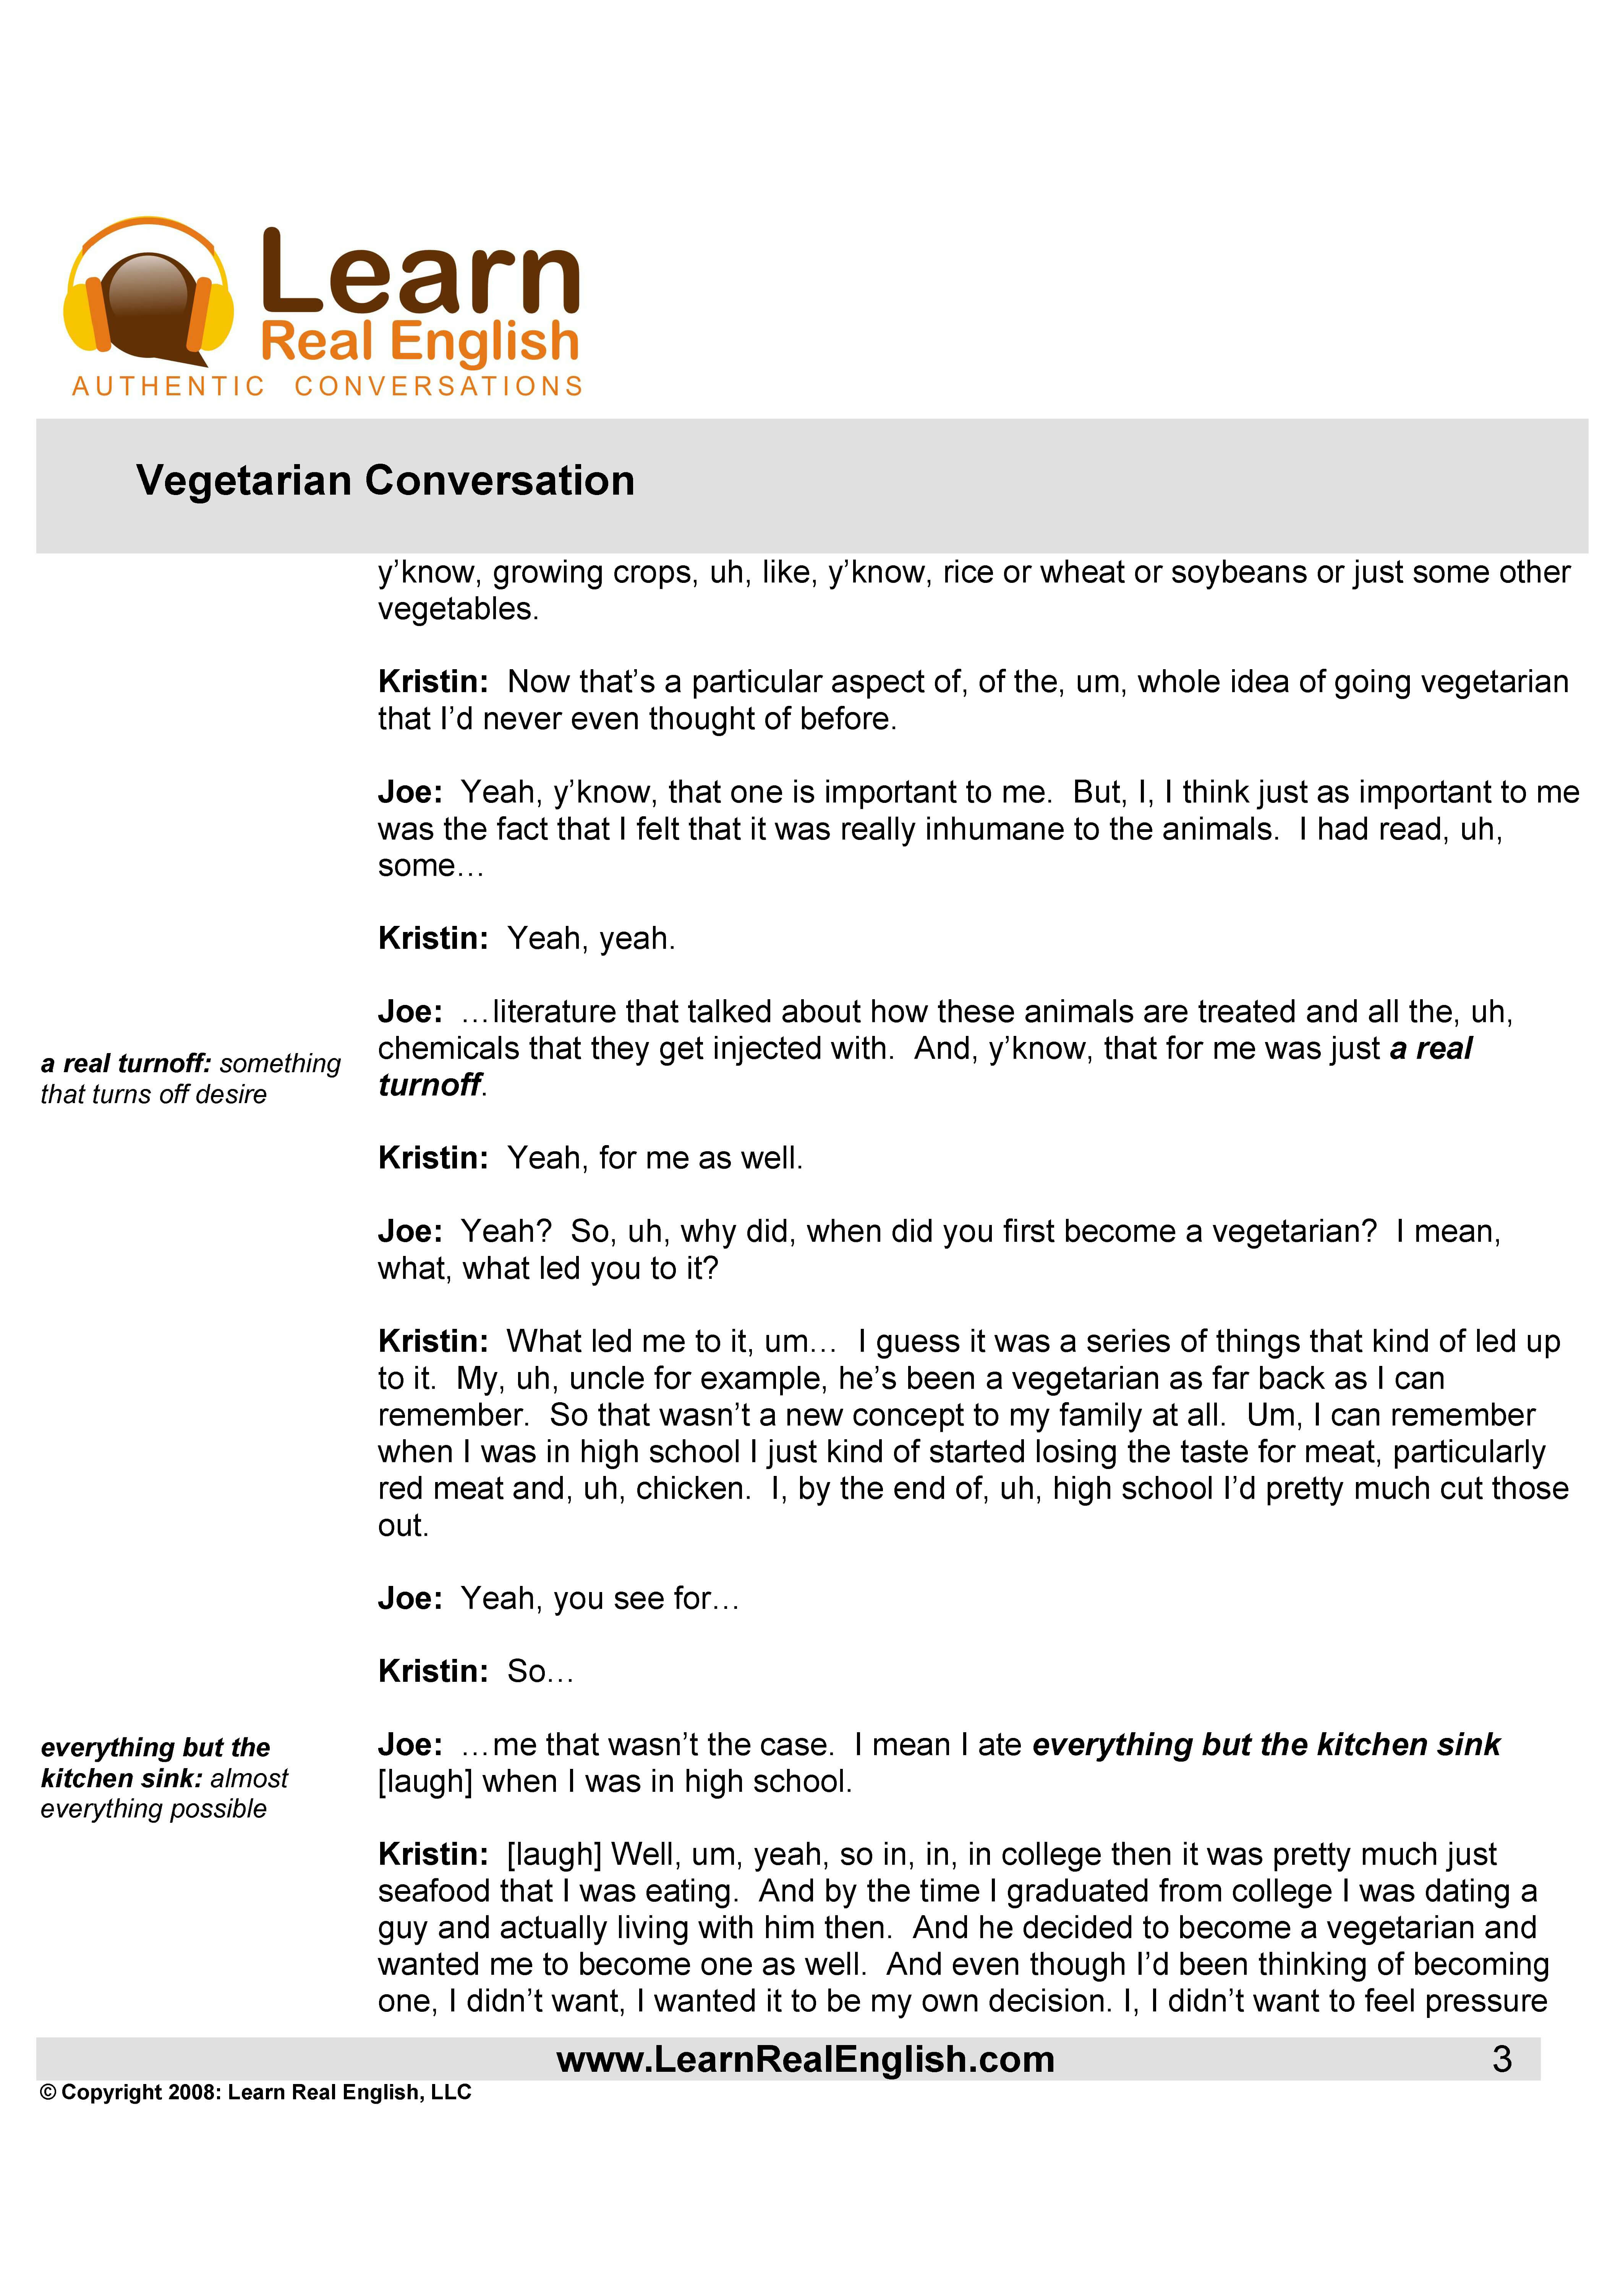 Learn
Real English
AUTHENTIC CONVERSATIONS
Vegetarian Conversation
y’know, growing crops, uh, like, y’know, rice or wheat or soybeans or just some other
vegetables.
Kristin: Now that’s a particular aspect of, of the, um, whole idea of going vegetarian
that I’d never even thought of before.
Joe: Yeah, y’know, that one is important to me. But, I, I think just as important to me
was the fact that I felt that it was really inhumane to the animals. I had read, uh,
some…
Kristin: Yeah, yeah.
Joe: …literature that talked about how these animals are treated and all the, uh,
chemicals that they get injected with. And, y’know, that for me was just a real
turnoff.
a real turnoff: something
that turns off desire
Kristin: Yeah, for me as well.
Joe: Yeah? So, uh, why did, when did you first become a vegetarian? I mean,
what, what led you to it?
Kristin: What led me to it, um… I guess it was a series of things that kind of led up
to it. My, uh, uncle for example, he’s been a vegetarian as far back as I can
remember. So that wasn’t a new concept to my family at all. Um, I can remember
when I was in high school I just kind of started losing the taste for meat, particularly
red meat and, uh, chicken. I, by the end of, uh, high school I’d pretty much cut those
out.
Joe: Yeah, you see for…
Kristin: So…
Joe: …me that wasn’t the case. I mean I ate everything but the kitchen sink
[laugh] when I was in high school.
everything but the
kitchen sink: almost
everything possible
Kristin: [laugh] Well, um, yeah, so in, in, in college then it was pretty much just
seafood that I was eating. And by the time I graduated from college I was dating a
guy and actually living with him then. And he decided to become a vegetarian and
wanted me to become one as well. And even though I’d been thinking of becoming
one, I didn’t want, I wanted it to be my own decision. I, I didn’t want to feel pressure
www.LearnRealEnglish.com 3
© Copyright 2008: Learn Real English, LLC